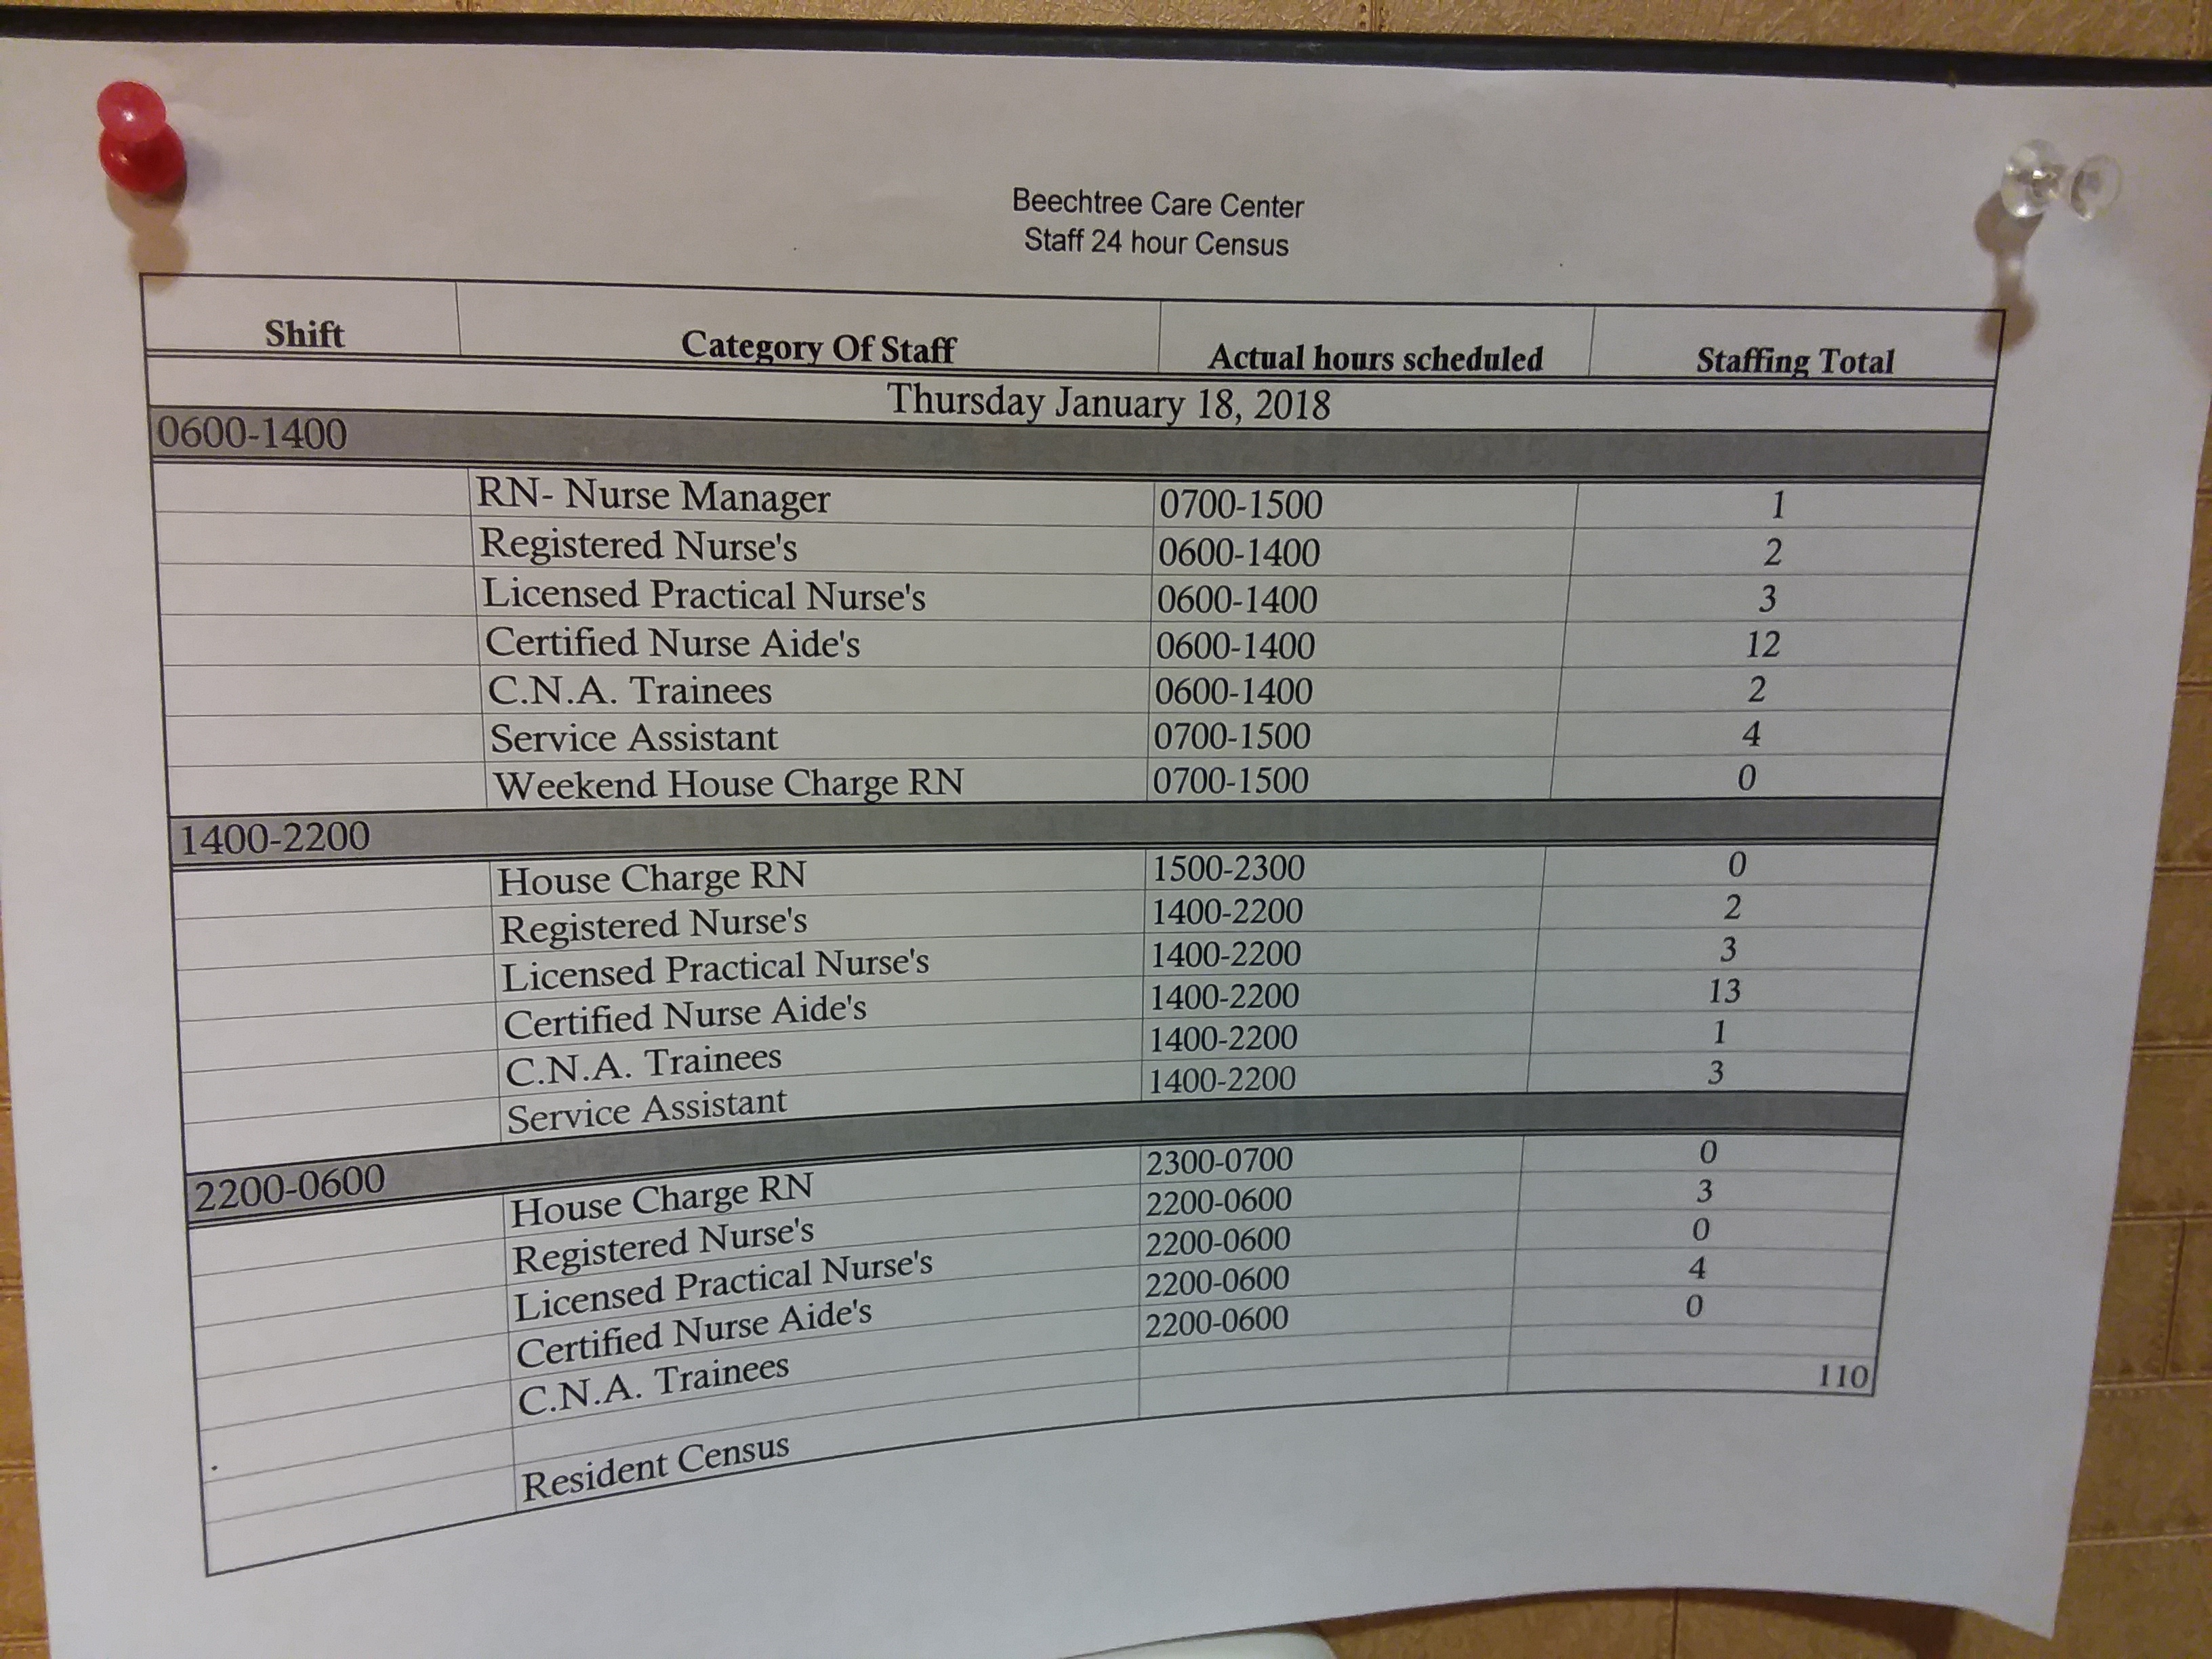 Beechtree Care Center
Staff 24 hour Census
Shift Category Of Staff Actual hours scheduled Staffing Total
Thursday January 18, 2018
0600-1400
RN- Nurse Manager 0700-1500 1
Registered Nurse's 0600-1400 2
Licensed Practical Nurse's 0600-1400 3
Certified Nurse Aide's 0600-1400 12
C.N.A. Trainees 0600-1400 2
Service Assistant 0700-1500 4
Weekend House Charge RN 0700-1500 0
1400-2200
House Charge RN 1500-2300 0
Registered Nurse's 1400-2200 2
Licensed Practical Nurse's 1400-2200 3
Certified Nurse Aide's 1400-2200 13
C.N.A. Trainees 1400-2200 1
Service Assistant 1400-2200 3
2200-0600
House Charge RN 2300-0700 0
Registered Nurse's 2200-0600 3
Licensed Practical Nurse's 2200-0600 0
Certified Nurse Aide's 2200-0600 4
C.N.A. Trainees 2200-0600 0
Resident Census 110